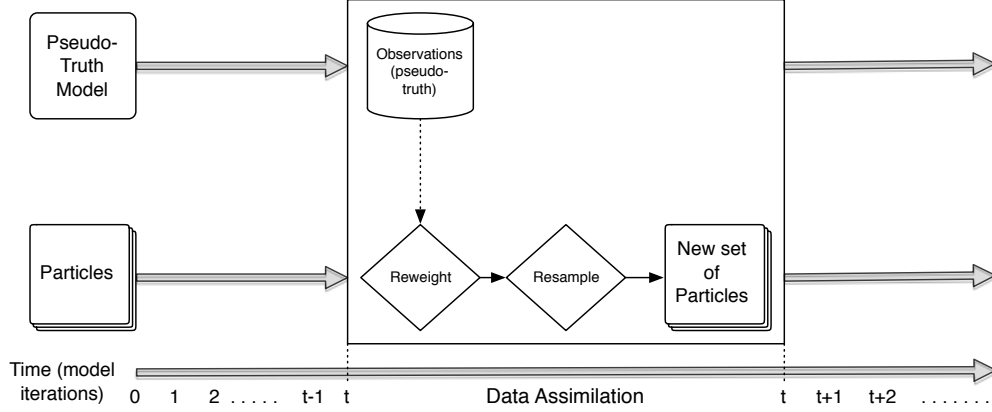 Pseudo-
Truth
Model
Observations
(pseudo-
truth)
Particles
Reweight
Resample
New set
of
Particles
Time (model
iterations)
0 1 2 ..... t-1 t Data Assimilation t t+1 t+2 .......